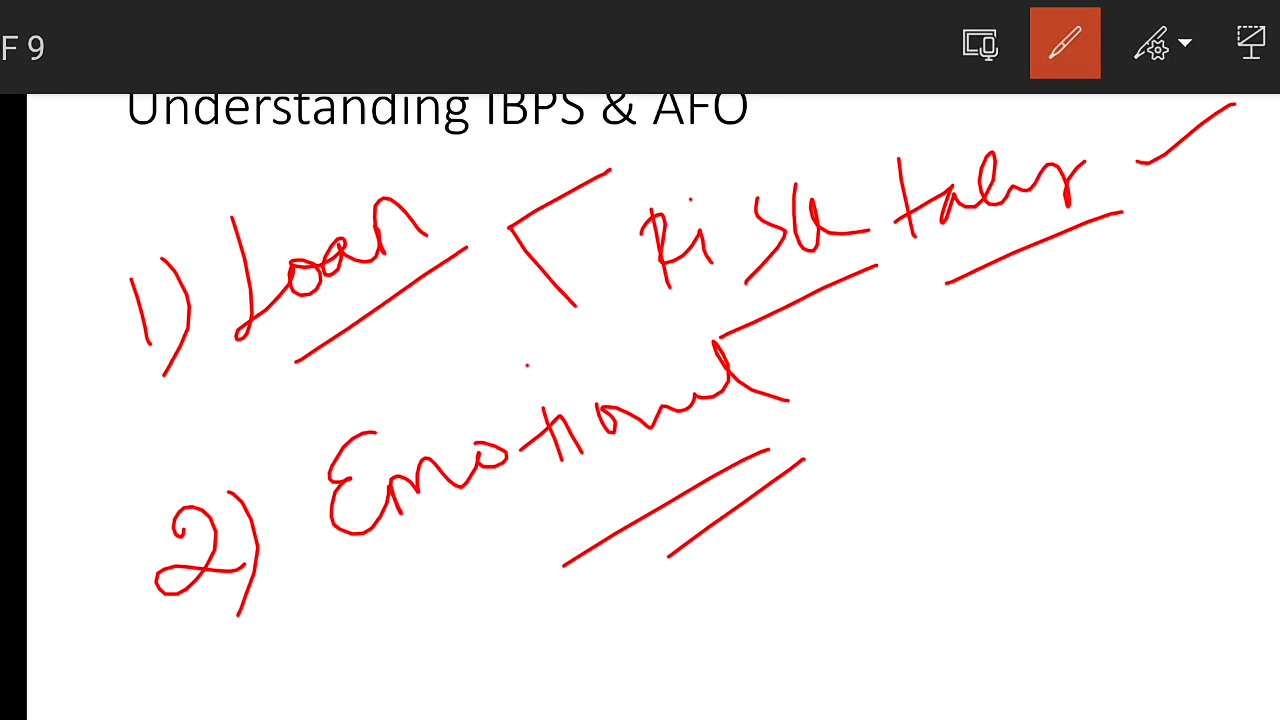 F 9
Understanding IBPS & AFO
1) Loan Risk taker
2) Emotional